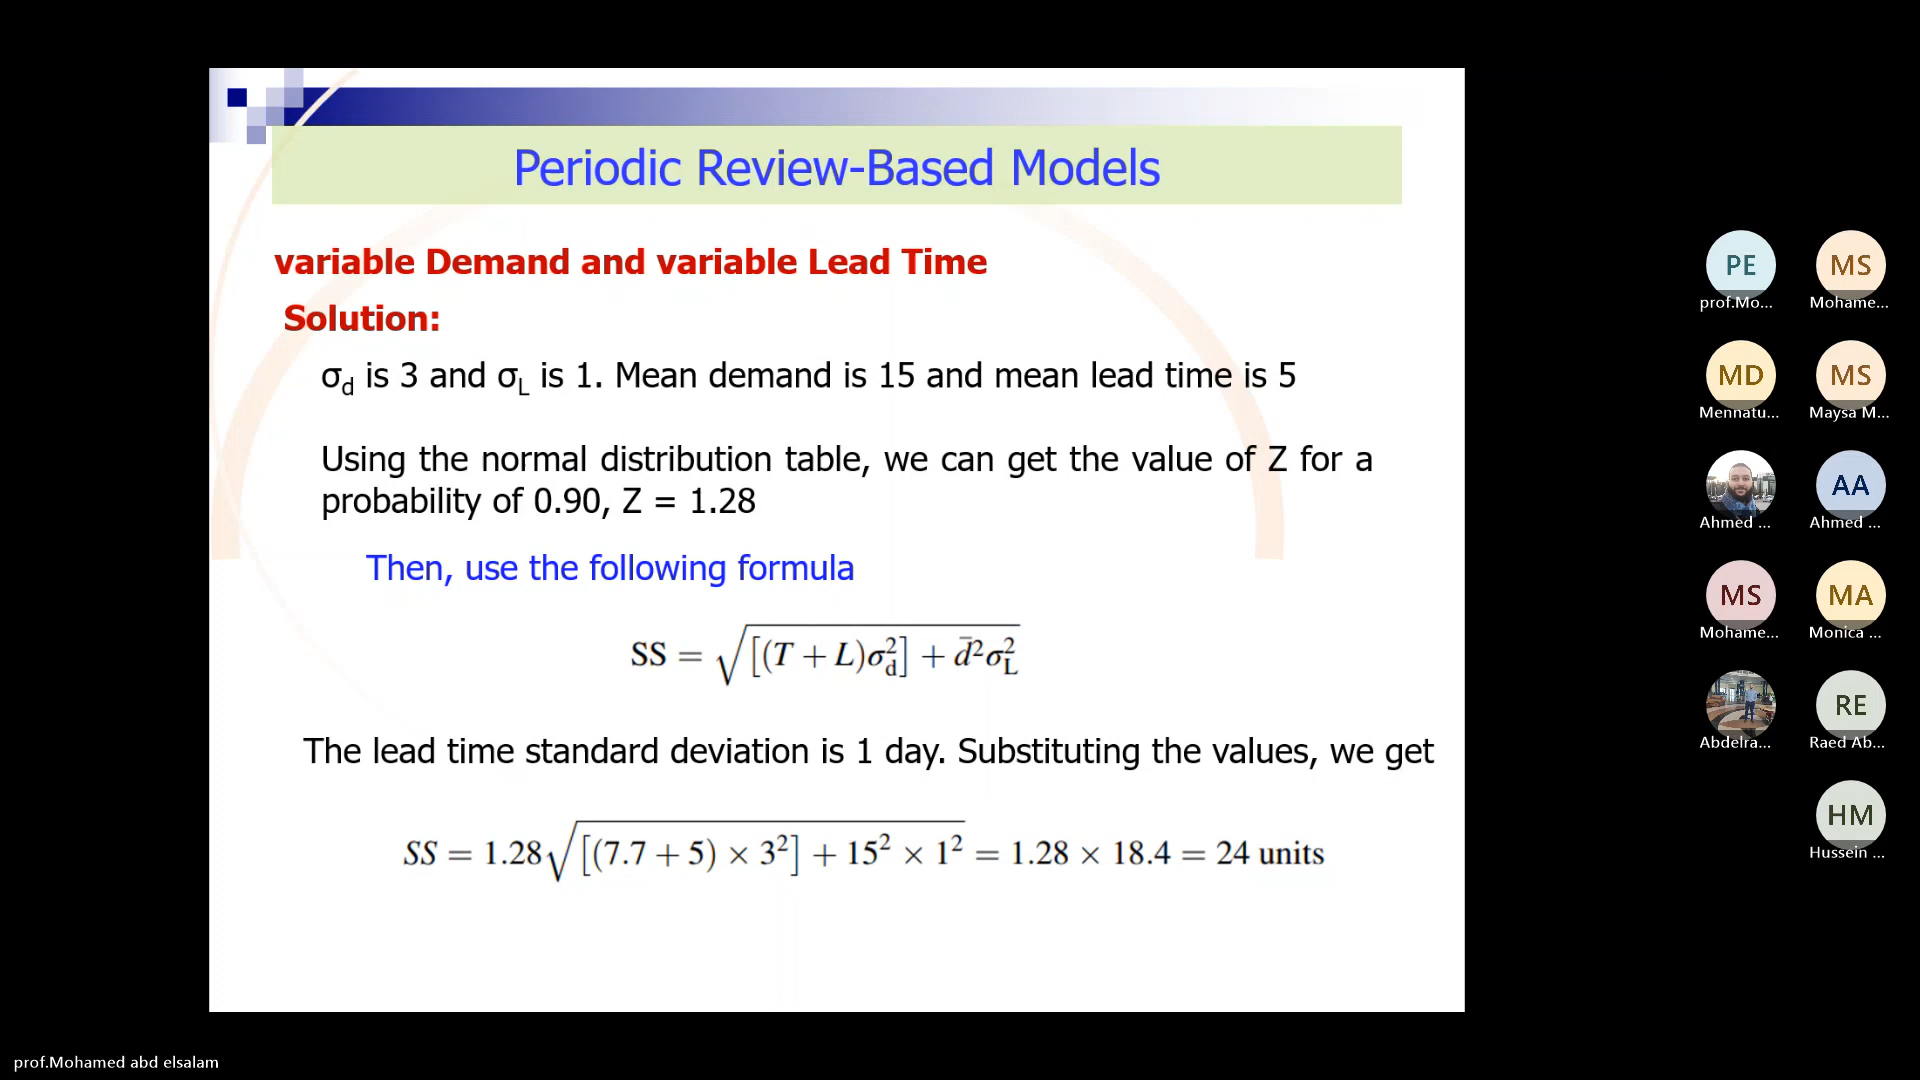 Periodic Review-Based Models
variable Demand and variable Lead Time
Solution:
σd is 3 and σL is 1. Mean demand is 15 and mean lead time is 5
Using the normal distribution table, we can get the value of Z for a
probability of 0.90, Z = 1.28
Then, use the following formula
SS = √([(T + L)σd²] + d̄²σL²)
The lead time standard deviation is 1 day. Substituting the values, we get
SS = 1.28√([(7.7 + 5) × 3²] + 15² × 1²) = 1.28 × 18.4 = 24 units
PE MS
prof.Mo... Mohame...
MD MS
Mennatu... Maysa M...
AA
Ahmed ... Ahmed ...
MS MA
Mohame... Monica ...
RE
Abdelra... Raed Ab...
HM
Hussein ...
prof.Mohamed abd elsalam